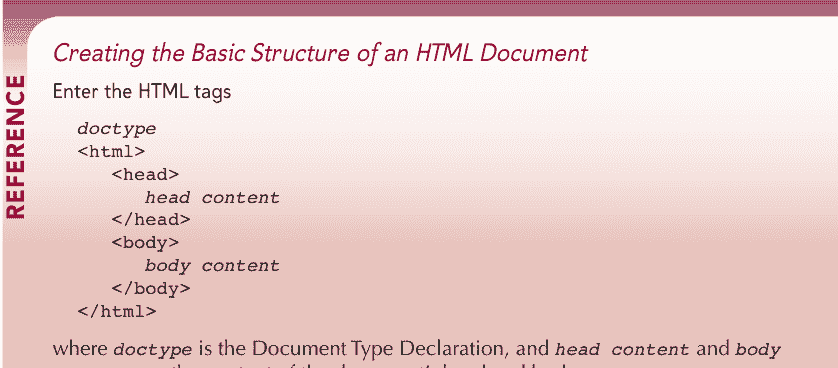 REFERENCE
Creating the Basic Structure of an HTML Document
Enter the HTML tags
doctype
<html>
<head>
head content
</head>
<body>
body content
</body>
</html>
where doctype is the Document Type Declaration, and head content and body